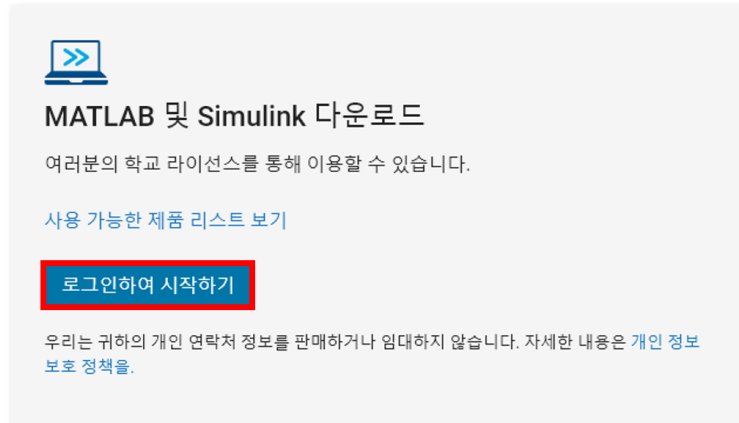 MATLAB 및 Simulink 다운로드
여러분의 학교 라이선스를 통해 이용할 수 있습니다.
사용 가능한 제품 리스트 보기
로그인하여 시작하기
우리는 귀하의 개인 연락처 정보를 판매하거나 임대하지 않습니다. 자세한 내용은 개인 정보
보호 정책을.